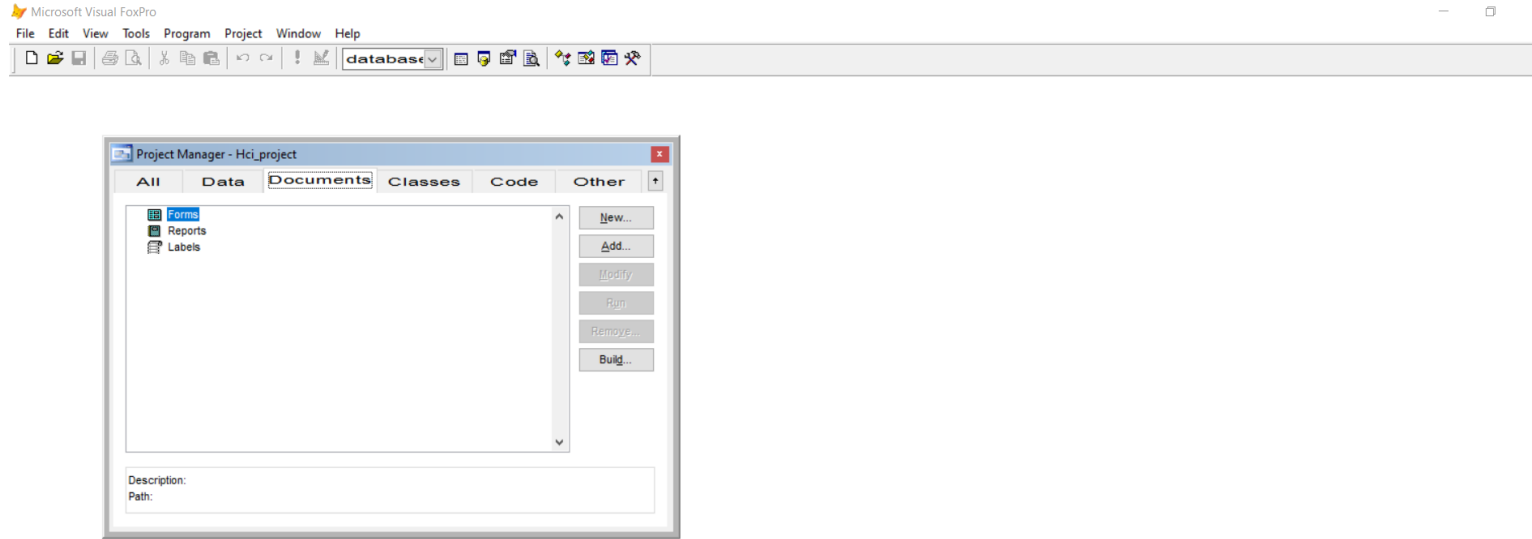 Microsoft Visual FoxPro
File Edit View Tools Program Project Window Help
database
Project Manager - Hci_project
All Data Documents Classes Code Other
Forms
Reports
Labels
New...
Add...
Modify
Run
Remove...
Build...
Description:
Path: